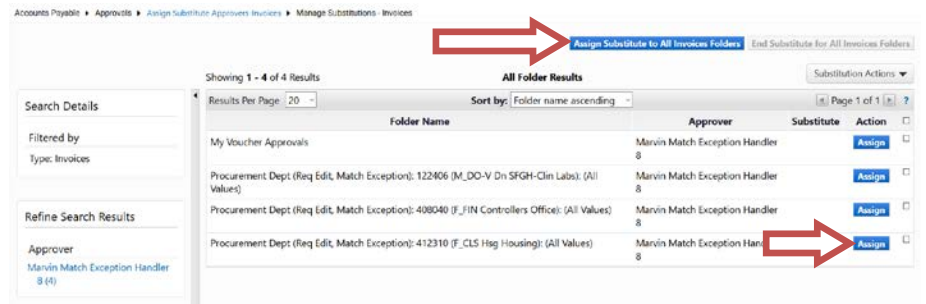 Accounts Payable ▸ Approvals ▸ Assign Substitute Approvers Invoices ▸ Manage Substitutions - Invoices
Assign Substitute to All Invoices Folders End Substitute for All Invoices Folders
Showing 1 - 4 of 4 Results All Folder Results Substitution Actions ▼
Search Details
Filtered by
Type: Invoices
Refine Search Results
Approver
Marvin Match Exception Handler
8 (4)
Results Per Page 20 Sort by: Folder name ascending Page 1 of 1 ?
Folder Name Approver Substitute Action
My Voucher Approvals Marvin Match Exception Handler
8 Assign
Procurement Dept (Req Edit, Match Exception): 122406 (M_DO-V Dn SFGH-Clin Labs): (All
Values) Marvin Match Exception Handler
8 Assign
Procurement Dept (Req Edit, Match Exception): 408040 (F_FIN Controllers Office): (All Values) Marvin Match Exception Handler
8 Assign
Procurement Dept (Req Edit, Match Exception): 412310 (F_CLS Hsg Housing): (All Values) Marvin Match Exception
8 Assign